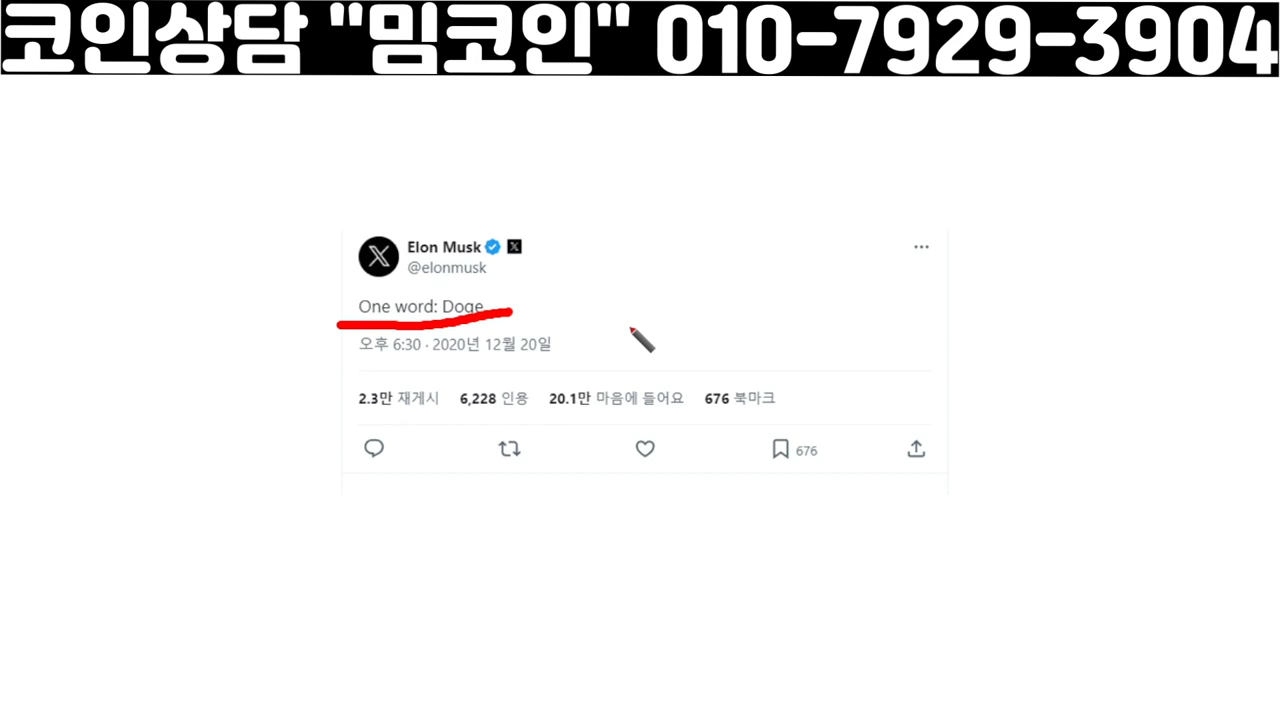 코인상담 "밈코인" 010-7929-3904
Elon Musk
@elonmusk
One word: Doge
오후 6:30 · 2020년 12월 20일
2.3만 재게시 6,228 인용 20.1만 마음에 들어요 676 북마크
676